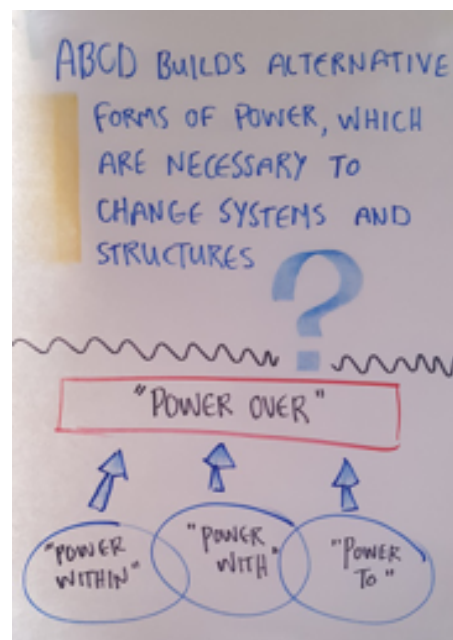 ABCD BUILDS ALTERNATIVE
FORMS OF POWER, WHICH
ARE NECESSARY TO
CHANGE SYSTEMS AND
STRUCTURES
?
"POWER OVER"
"POWER
WITHIN"
"POWER
WITH"
"POWER
TO"